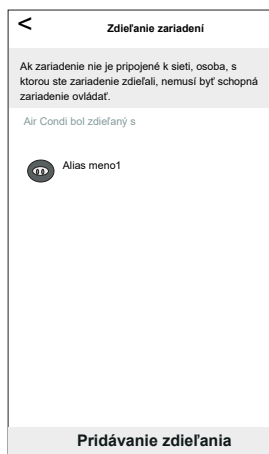 < Zdieľanie zariadení
Ak zariadenie nie je pripojené k sieti, osoba, s
ktorou ste zariadenie zdieľali, nemusí byť schopná
zariadenie ovládať.
Air Condi bol zdieľaný s
Alias meno1
Pridávanie zdieľania